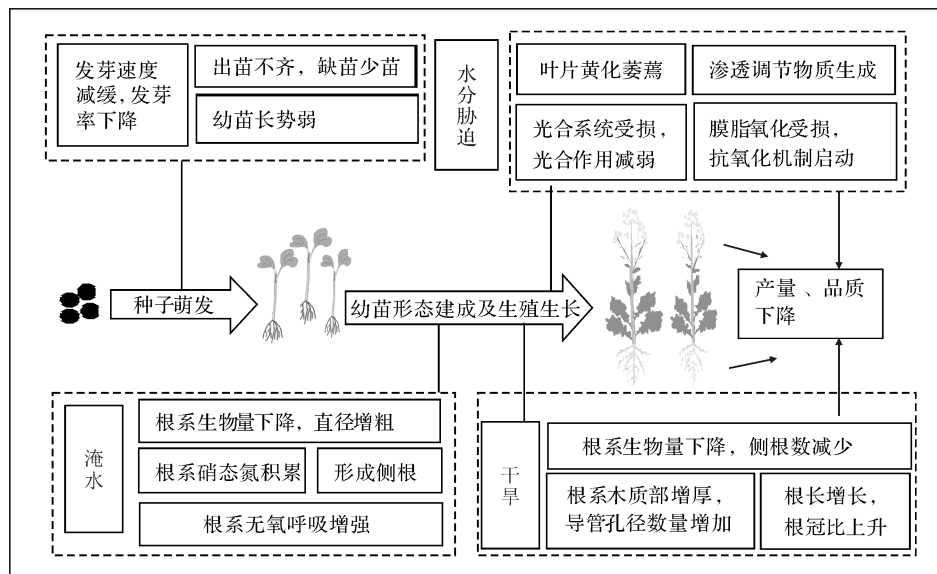 发芽速度
减缓,发芽
率下降
出苗不齐，缺苗少苗
幼苗长势弱
水分胁迫
叶片黄化萎蔫
渗透调节物质生成
光合系统受损，
光合作用减弱
膜脂氧化受损，
抗氧化机制启动
种子萌发
幼苗形态建成及生殖生长
产量、品质
下降
淹水
根系生物量下降，直径增粗
根系硝态氮积累
形成侧根
根系无氧呼吸增强
干旱
根系生物量下降，侧根数减少
根系木质部增厚，
导管孔径数量增加
根长增长，
根冠比上升